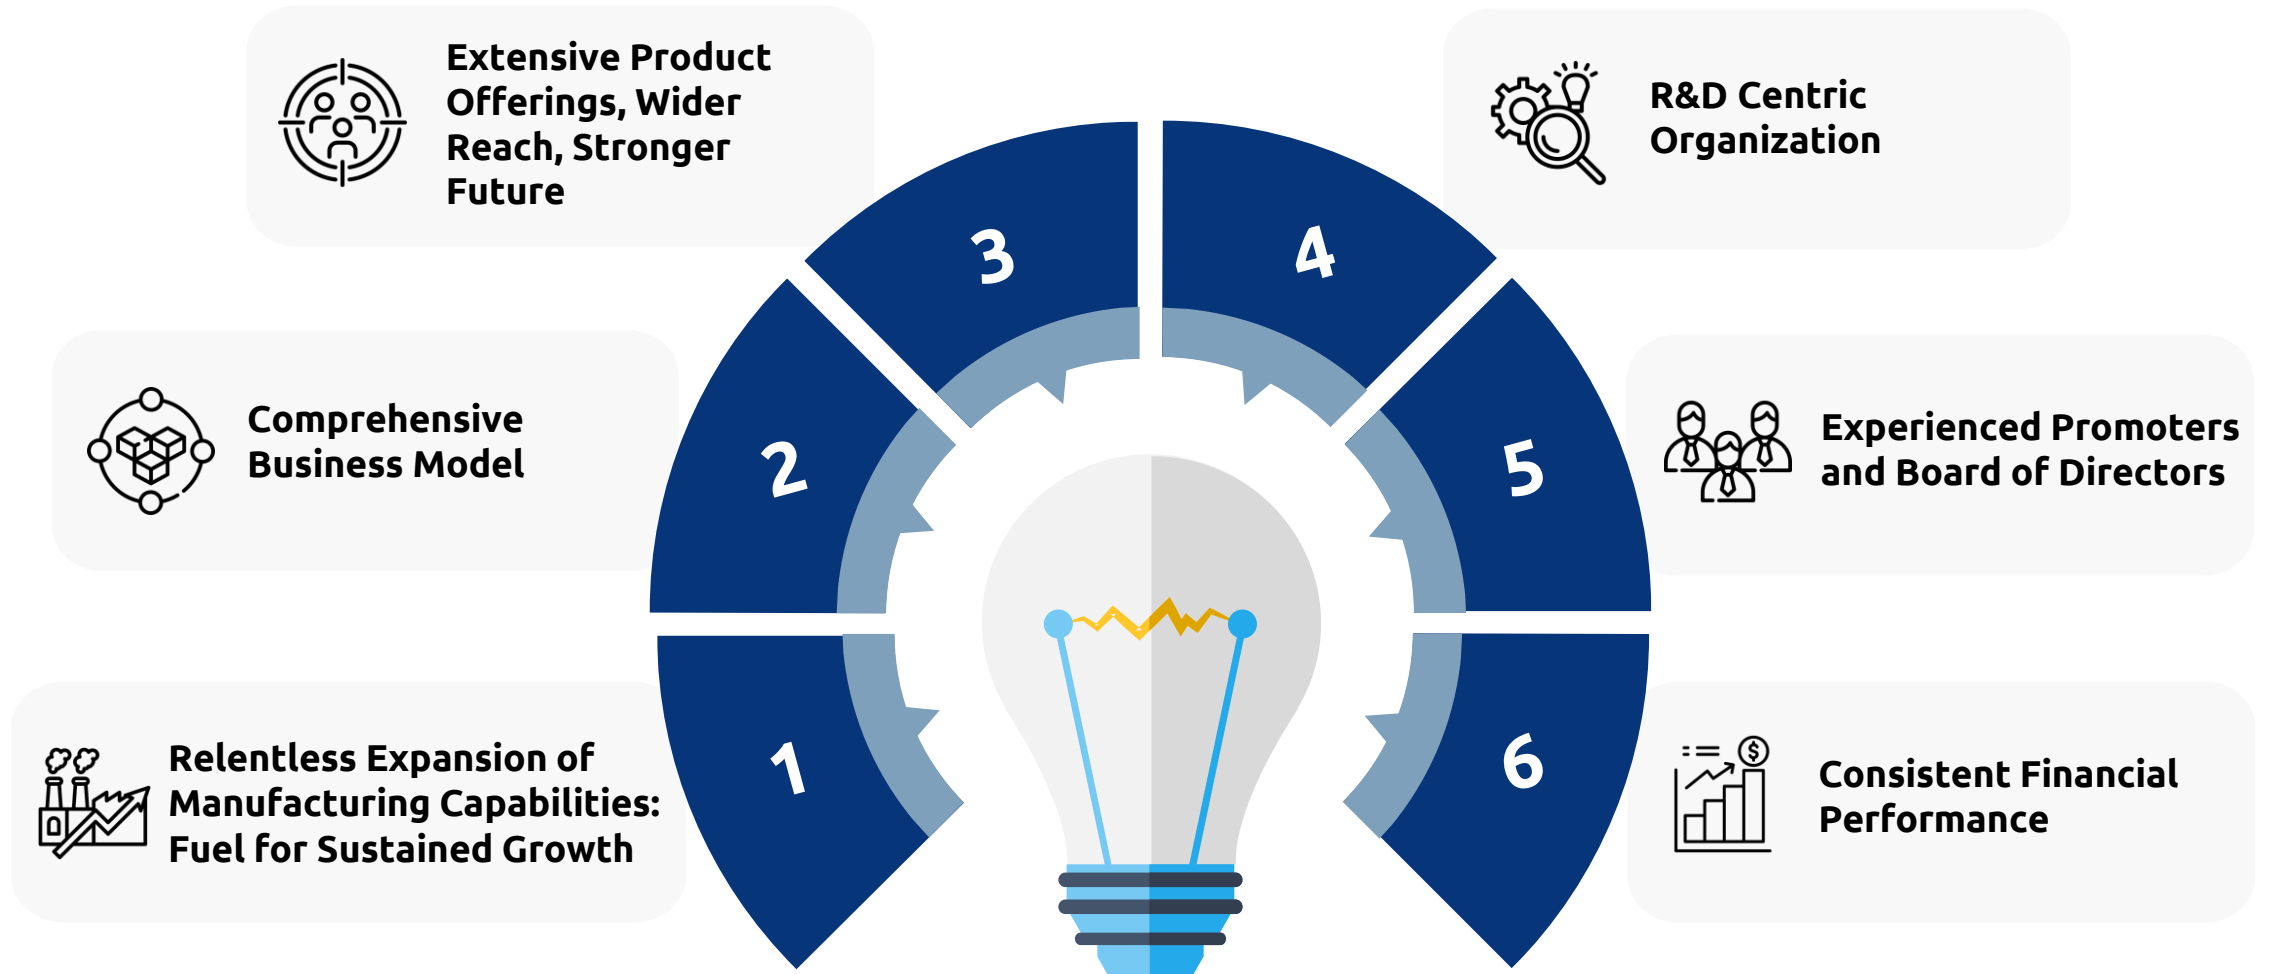 Extensive Product
Offerings, Wider
Reach, Stronger
Future
R&D Centric
Organization
3
4
Comprehensive
Business Model
2
5
Experienced Promoters
and Board of Directors
Relentless Expansion of
Manufacturing Capabilities:
Fuel for Sustained Growth
1
6
$
Consistent Financial
Performance